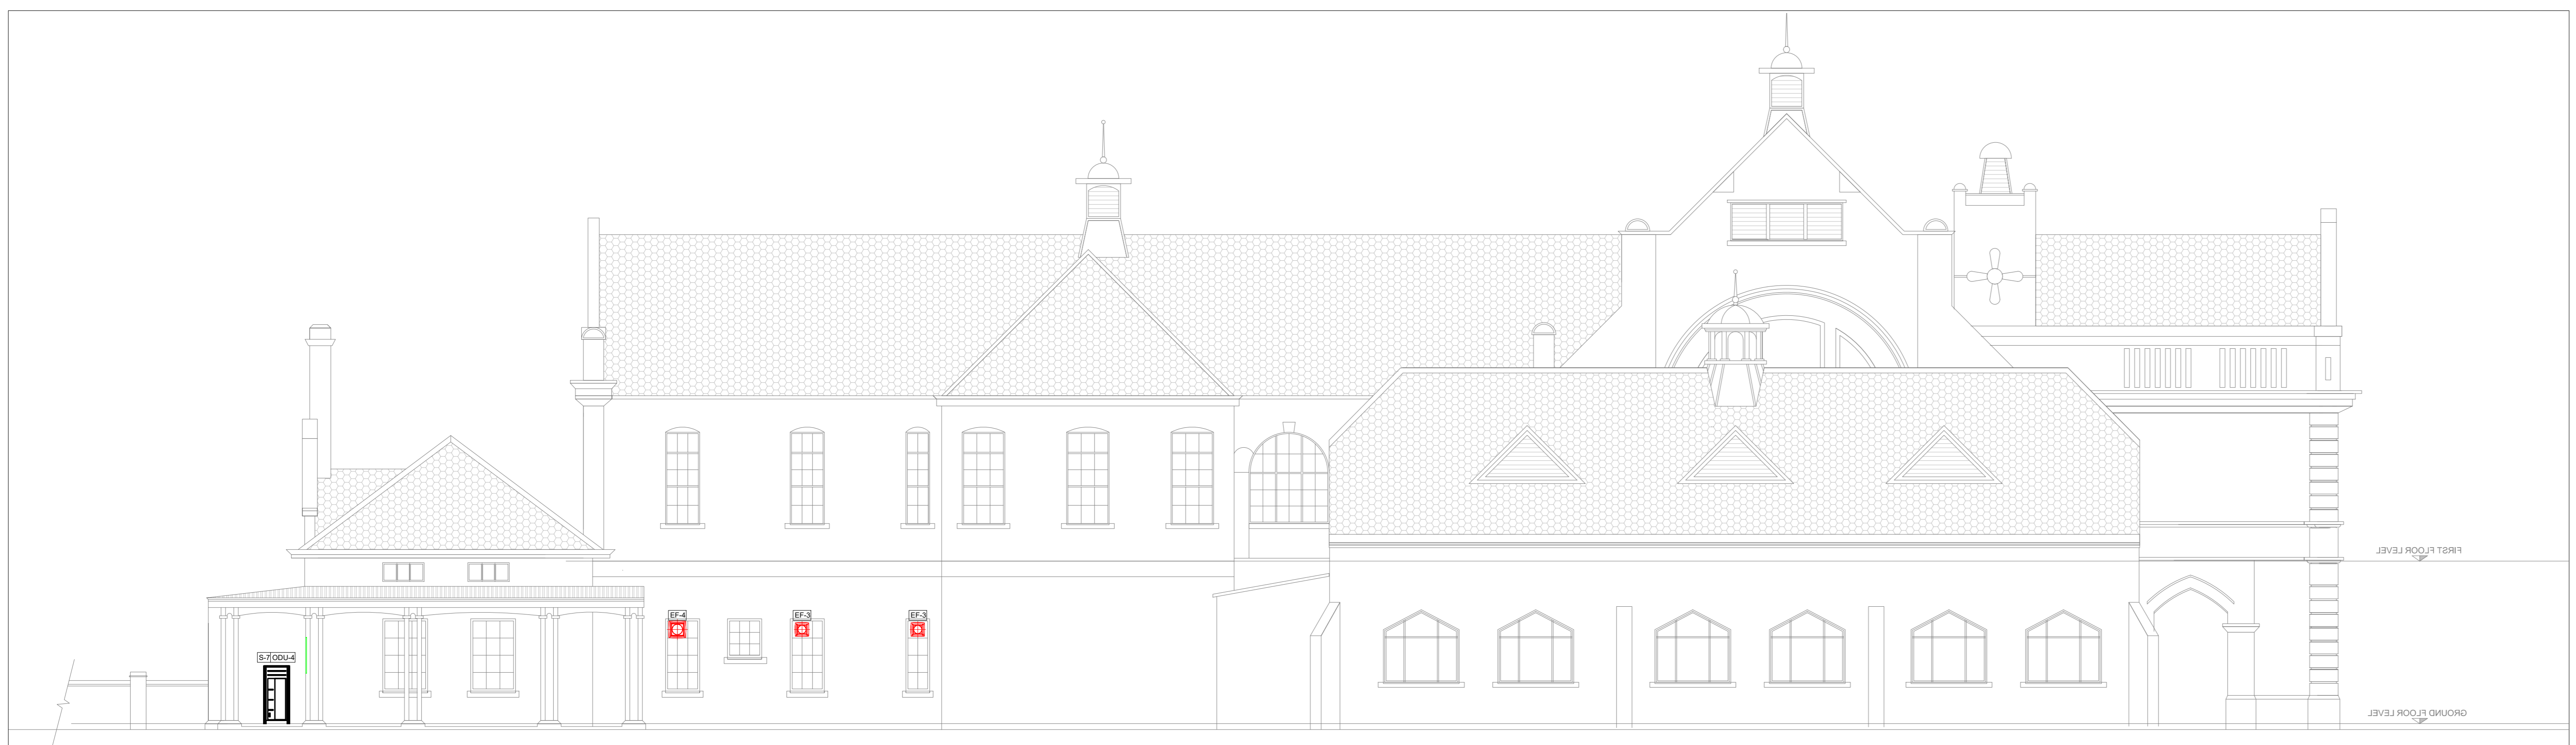 FIRST FLOOR LEVEL
EF-4
EF-3
EF-3
S-7 ODU-4
GROUND FLOOR LEVEL